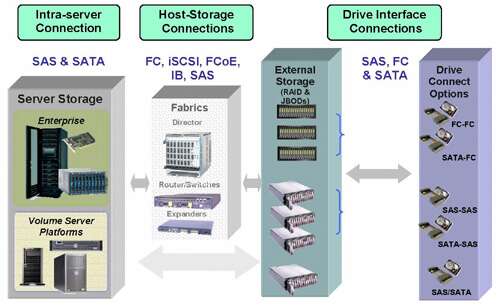 Intra-server
Connection
Host-Storage
Connections
Drive Interface
Connections
SAS & SATA
FC, iSCSI, FCoE,
IB, SAS
SAS, FC
& SATA
Server Storage
Enterprise
Volume Server
Platforms
Fabrics
Director
Router/Switches
Expanders
External
Storage
(RAID &
JBODs)
Drive
Connect
Options
FC-FC
SATA-FC
SAS-SAS
SATA-SAS
SAS/SATA